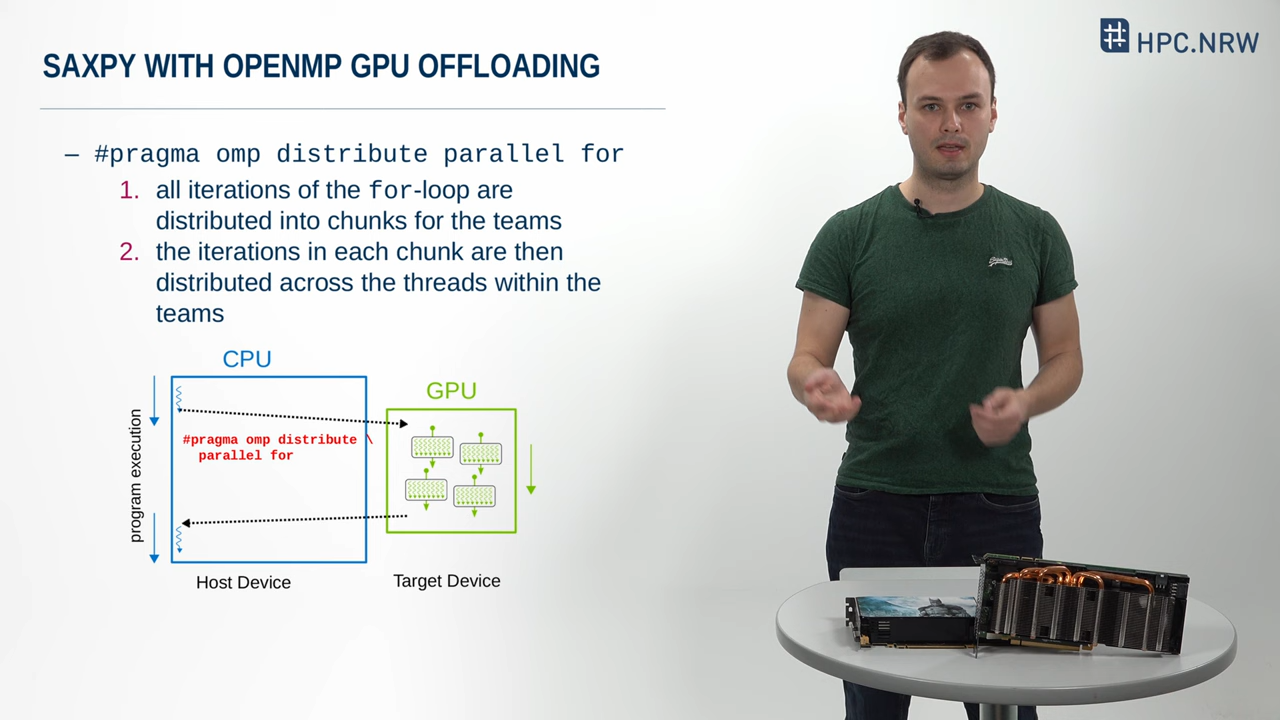 SAXPY WITH OPENMP GPU OFFLOADING
HPC.NRW
– #pragma omp distribute parallel for
1. all iterations of the for-loop are
distributed into chunks for the teams
2. the iterations in each chunk are then
distributed across the threads within the
teams
CPU
GPU
program execution
#pragma omp distribute \
parallel for
Host Device
Target Device